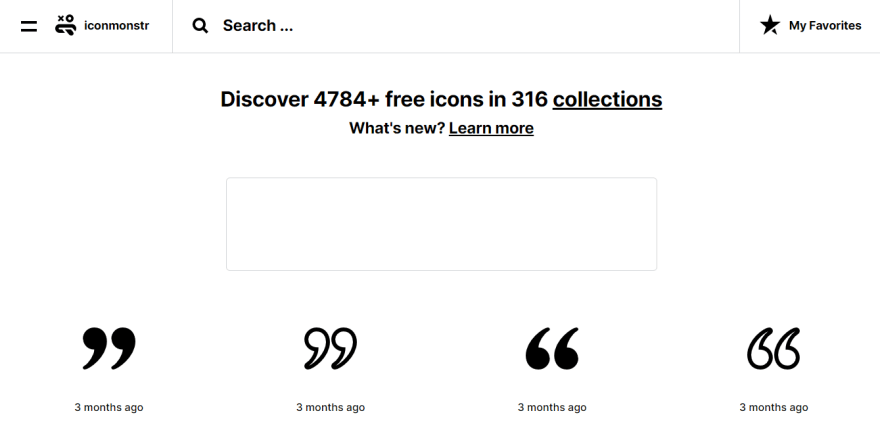 iconmonstr
Search ...
My Favorites
Discover 4784+ free icons in 316 collections
What's new? Learn more
3 months ago
3 months ago
3 months ago
3 months ago